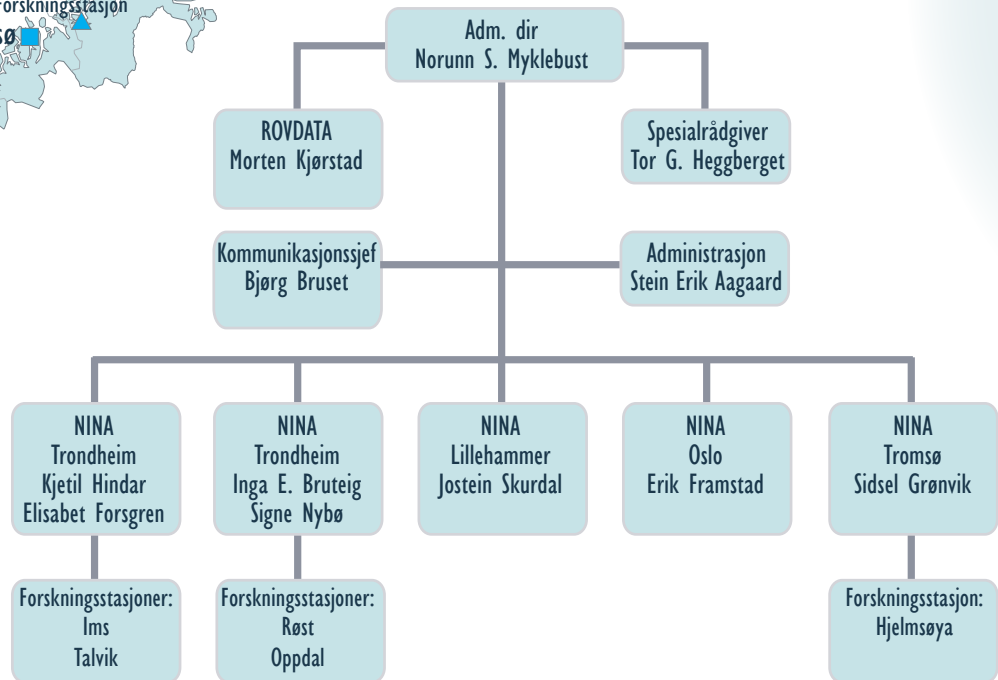 Forskningsstasjon
Adm. dir
Norunn S. Myklebust
ROVDATA
Morten Kjørstad
Spesialrådgiver
Tor G. Heggberget
Kommunikasjonssjef
Bjørg Bruset
Administrasjon
Stein Erik Aagaard
NINA
Trondheim
Kjetil Hindar
Elisabet Forsgren
NINA
Trondheim
Inga E. Bruteig
Signe Nybø
NINA
Lillehammer
Jostein Skurdal
NINA
Oslo
Erik Framstad
NINA
Tromsø
Sidsel Grønvik
Forskningsstasjoner:
Ims
Talvik
Forskningsstasjoner:
Røst
Oppdal
Forskningsstasjon:
Hjelmsøya